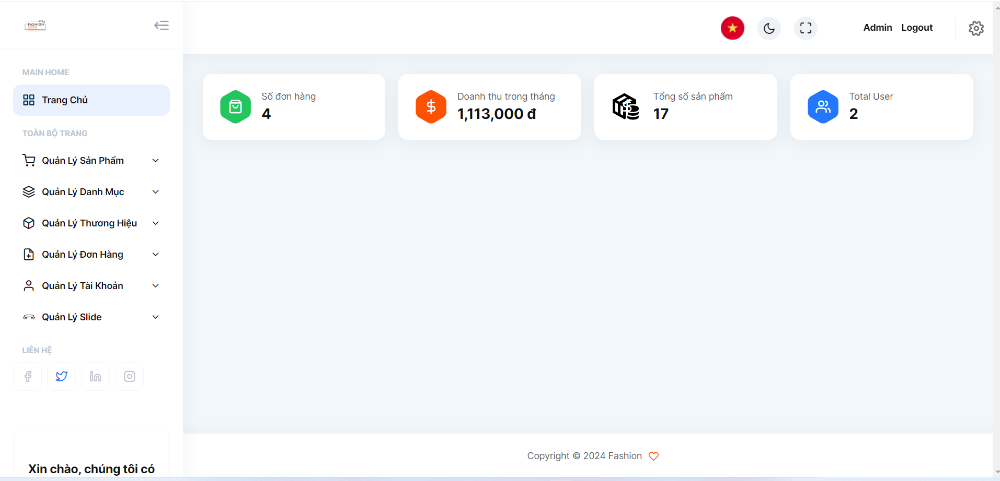 FASHION
MAIN HOME
Trang Chủ
TOÀN BỘ TRANG
Quản Lý Sản Phẩm
Quản Lý Danh Mục
Quản Lý Thương Hiệu
Quản Lý Đơn Hàng
Quản Lý Tài Khoản
Quản Lý Slide
LIÊN HỆ
Xin chào, chúng tôi có
Admin Logout
Số đơn hàng
4
Doanh thu trong tháng
1,113,000 đ
Tổng số sản phẩm
17
Total User
2
Copyright © 2024 Fashion